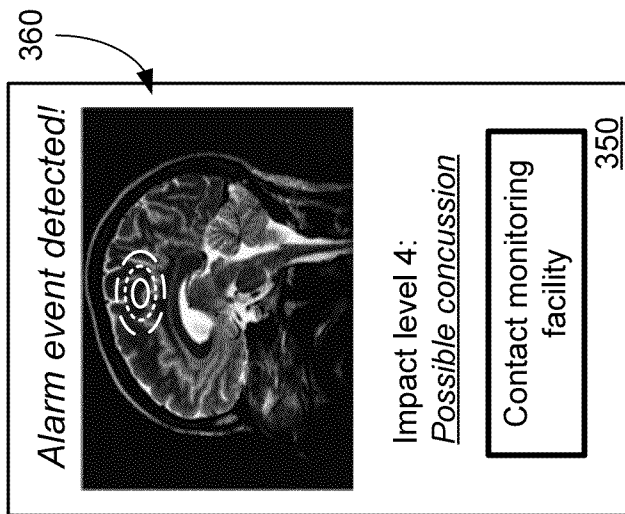 360
Alarm event detected!
Impact level 4:
Possible concussion
Contact monitoring
facility
350